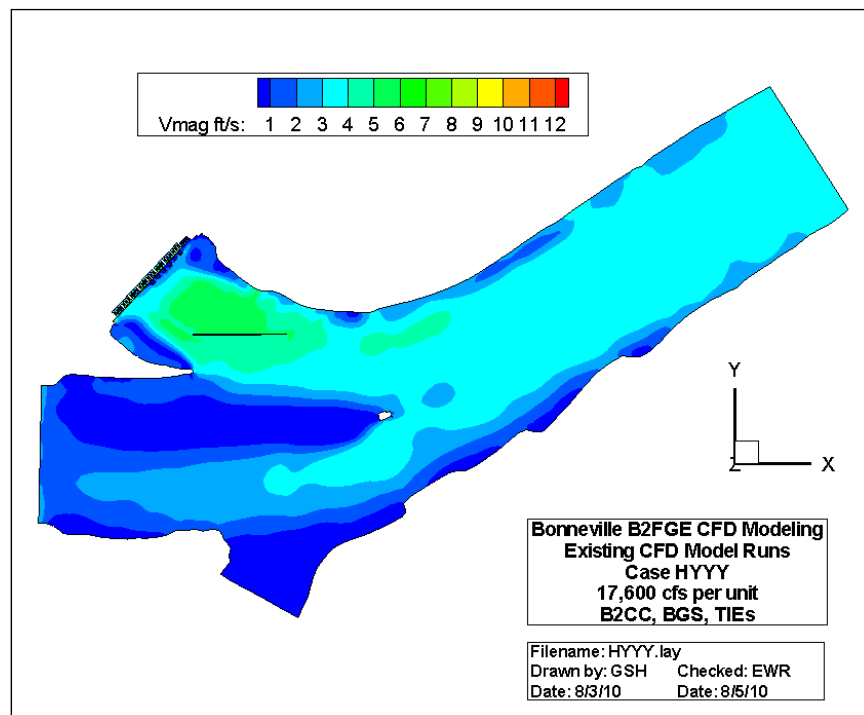 Vmag ft/s: 1 2 3 4 5 6 7 8 9 10 11 12
Y
Z X
Bonneville B2FGE CFD Modeling
Existing CFD Model Runs
Case HYYY
17,600 cfs per unit
B2CC, BGS, TIEs
Filename: HYYY.lay
Drawn by: GSH Checked: EWR
Date: 8/3/10 Date: 8/5/10